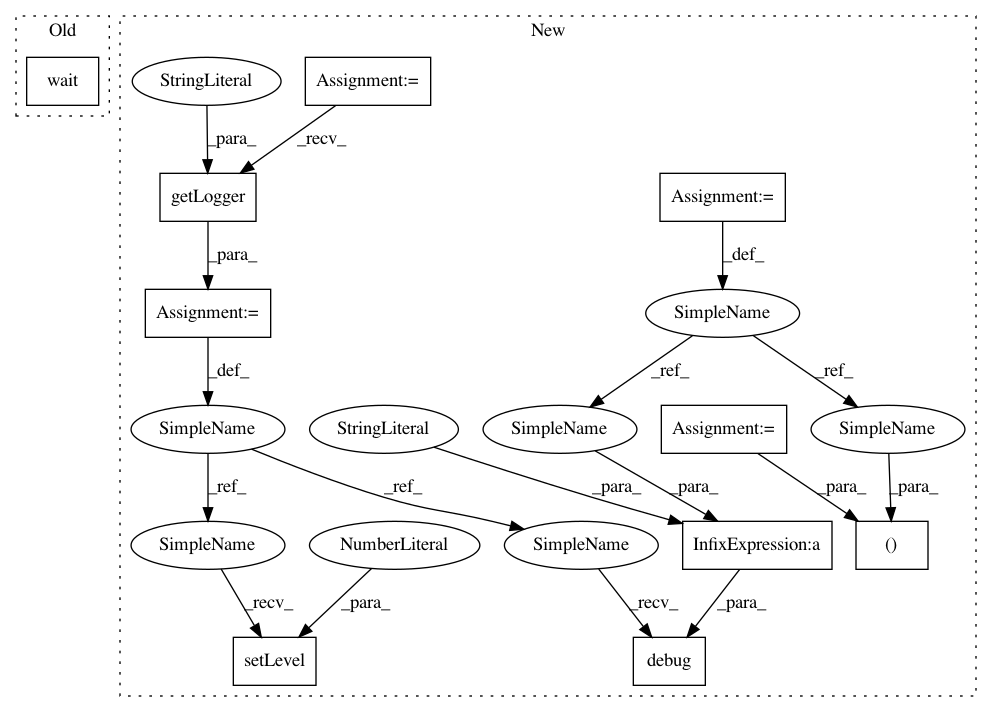 Old
New
wait
StringLiteral
Assignment:=
_para_
_recv_
getLogger
Assignment:=
_para_
_def_
Assignment:=
SimpleName
_def_
_ref_
_ref_
SimpleName
StringLiteral
SimpleName
Assignment:=
SimpleName
_ref_
_ref_
_para_
_para_
_para_
_para_
SimpleName
NumberLiteral
SimpleName
InfixExpression:a
()
_recv_
_para_
_recv_
_para_
setLevel
debug